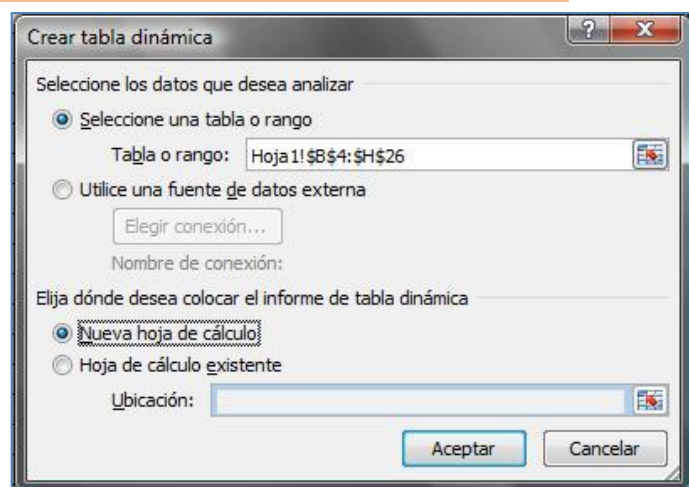 Crear tabla dinámica
Seleccione los datos que desea analizar
Seleccione una tabla o rango
Tabla o rango: Hoja1!$B$4:$H$26
Utilice una fuente de datos externa
Elegir conexión...
Nombre de conexión:
Elija dónde desea colocar el informe de tabla dinámica
Nueva hoja de cálculo
Hoja de cálculo existente
Ubicación:
Aceptar Cancelar